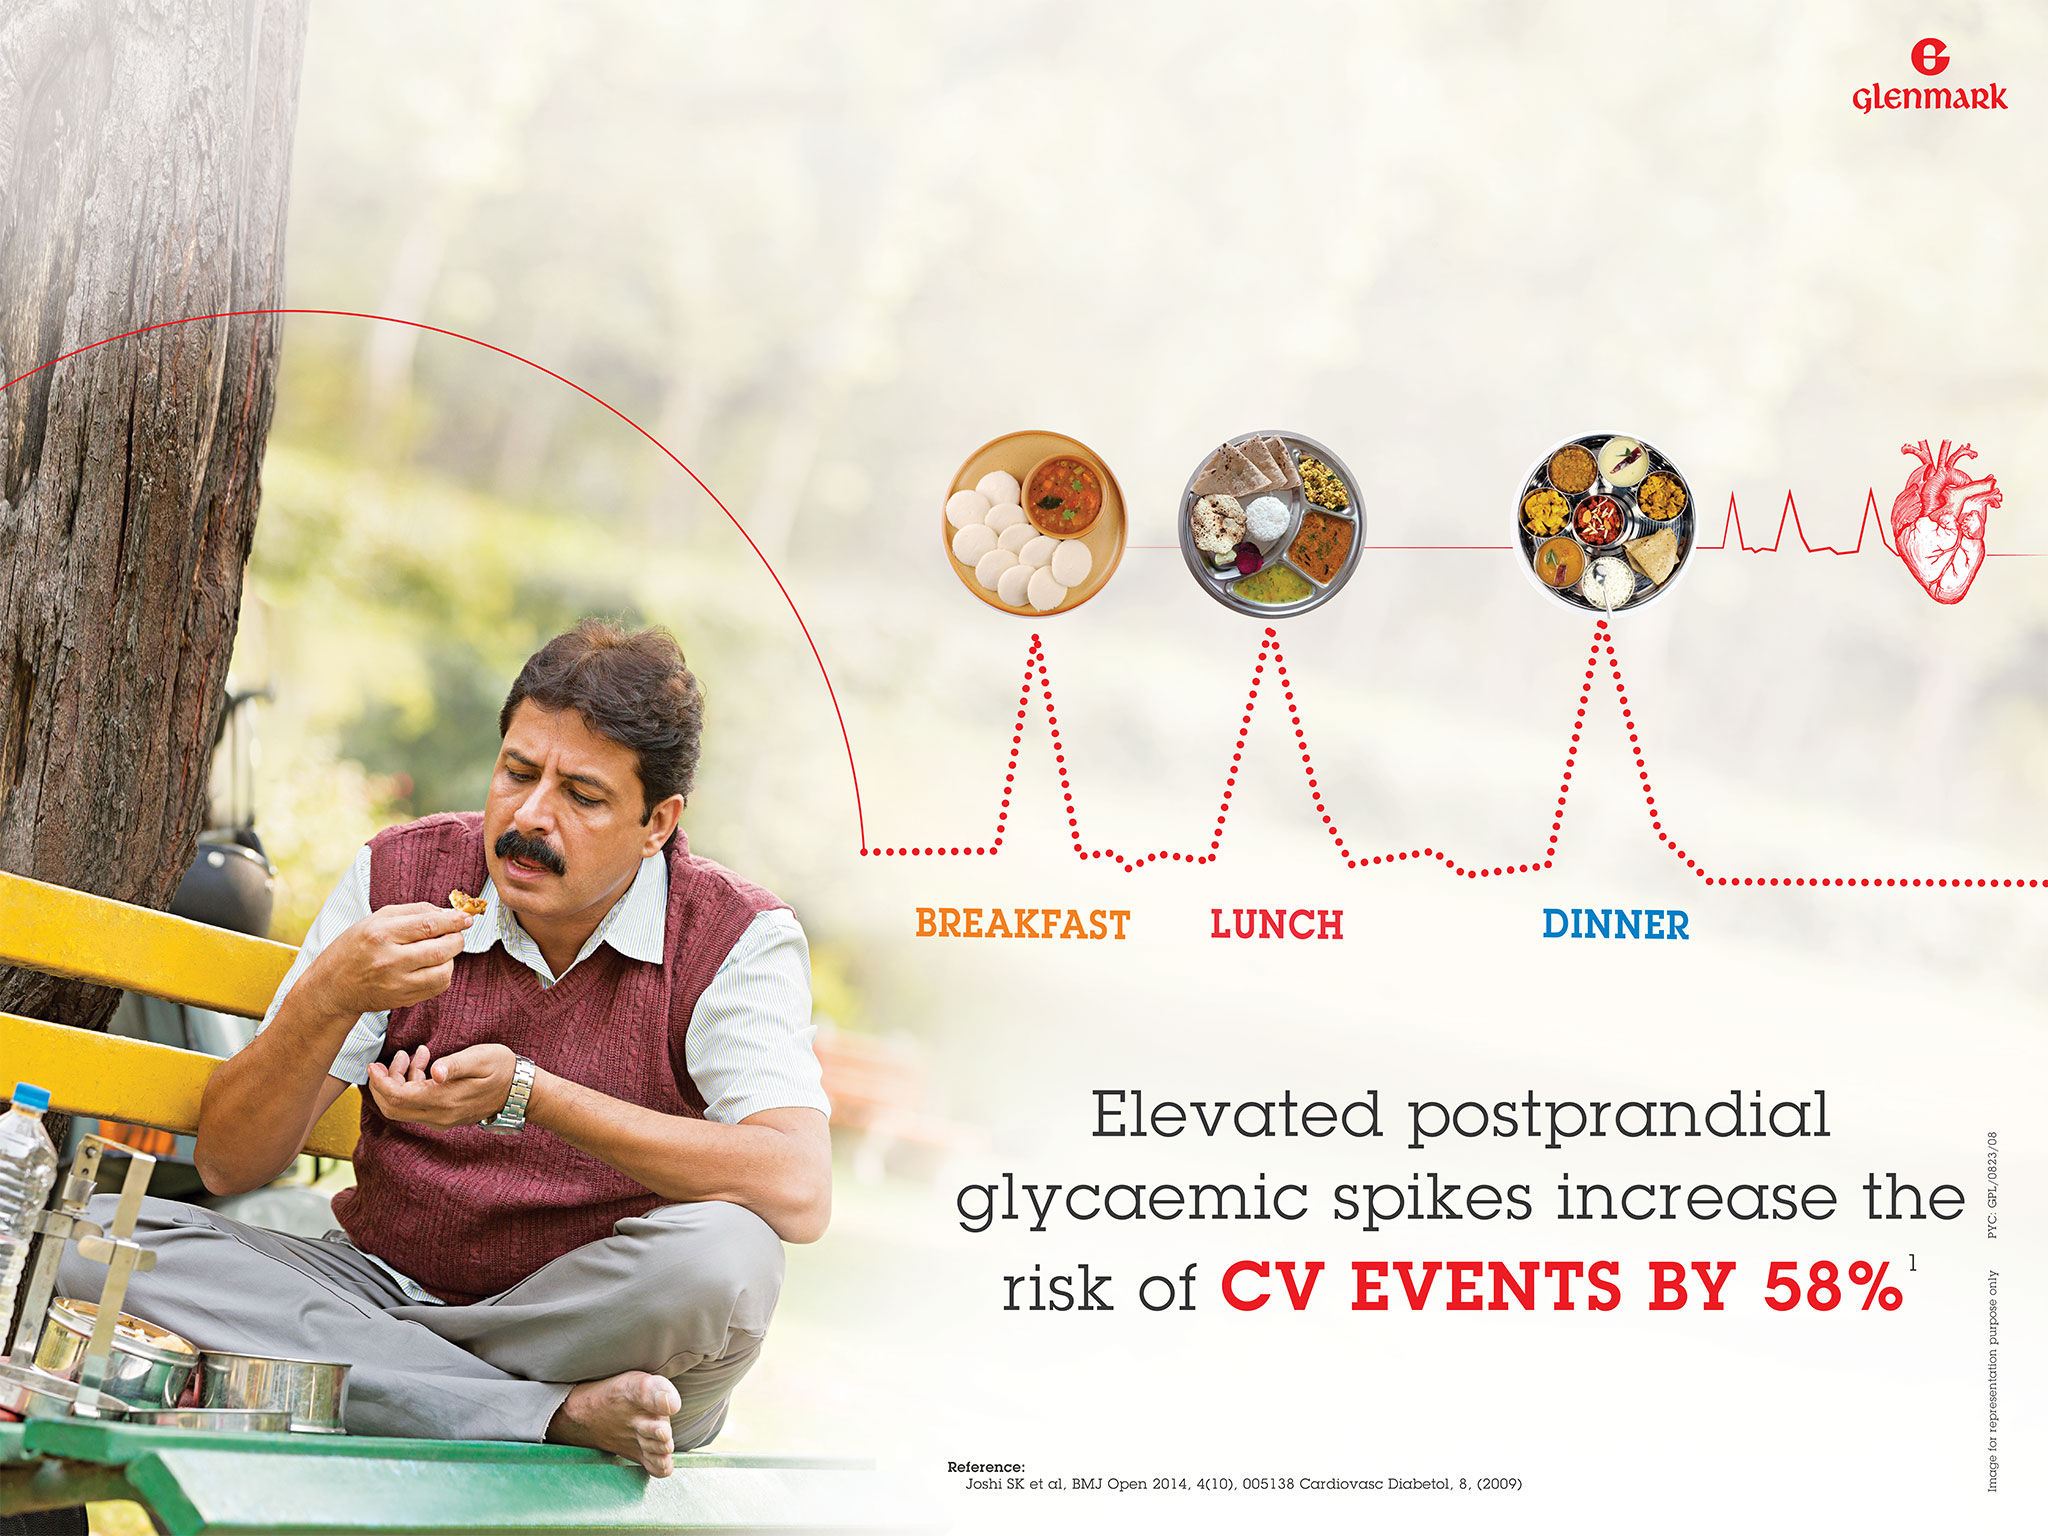 GLENMARK
BREAKFAST LUNCH DINNER
Elevated postprandial
glycaemic spikes increase the
risk of CV EVENTS BY 58%1
Reference:
Joshi SK et al, BMJ Open 2014, 4(10), 005138 Cardiovasc Diabetol, 8, (2009)
Image for representation purpose only PYC: GPL/0823/08